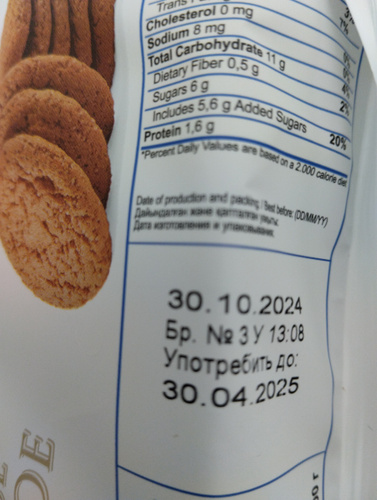 Trans
Cholesterol 0 mg
Sodium 8 mg
Total Carbohydrate 11 g
Dietary Fiber 0,5 g
Sugars 6 g
Includes 5,6 g Added Sugars 20%
Protein 1,6 g
*Percent Daily Values are based on a 2.000 calorie diet
Date of production and packing / best before: (DD/MM/YY)
Дата изготовления и упаковывания:
30.10.2024
Бр. № 3 У 13:08
Употребить до:
30.04.2025
ОЕ